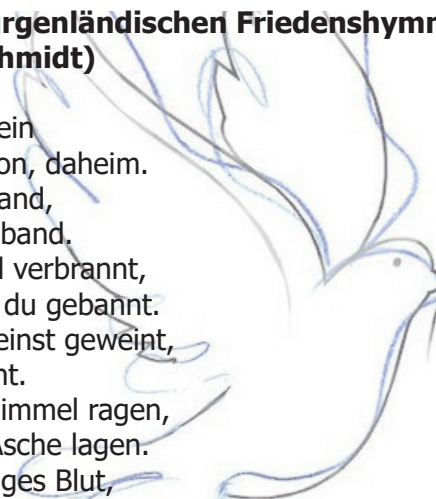 rgenländischen Friedenshym
hmidt)
ein
on, daheim.
and,
band.
l verbrannt,
du gebannt.
einst geweint,
nt.
immel ragen,
Asche lagen.
ges Blut,